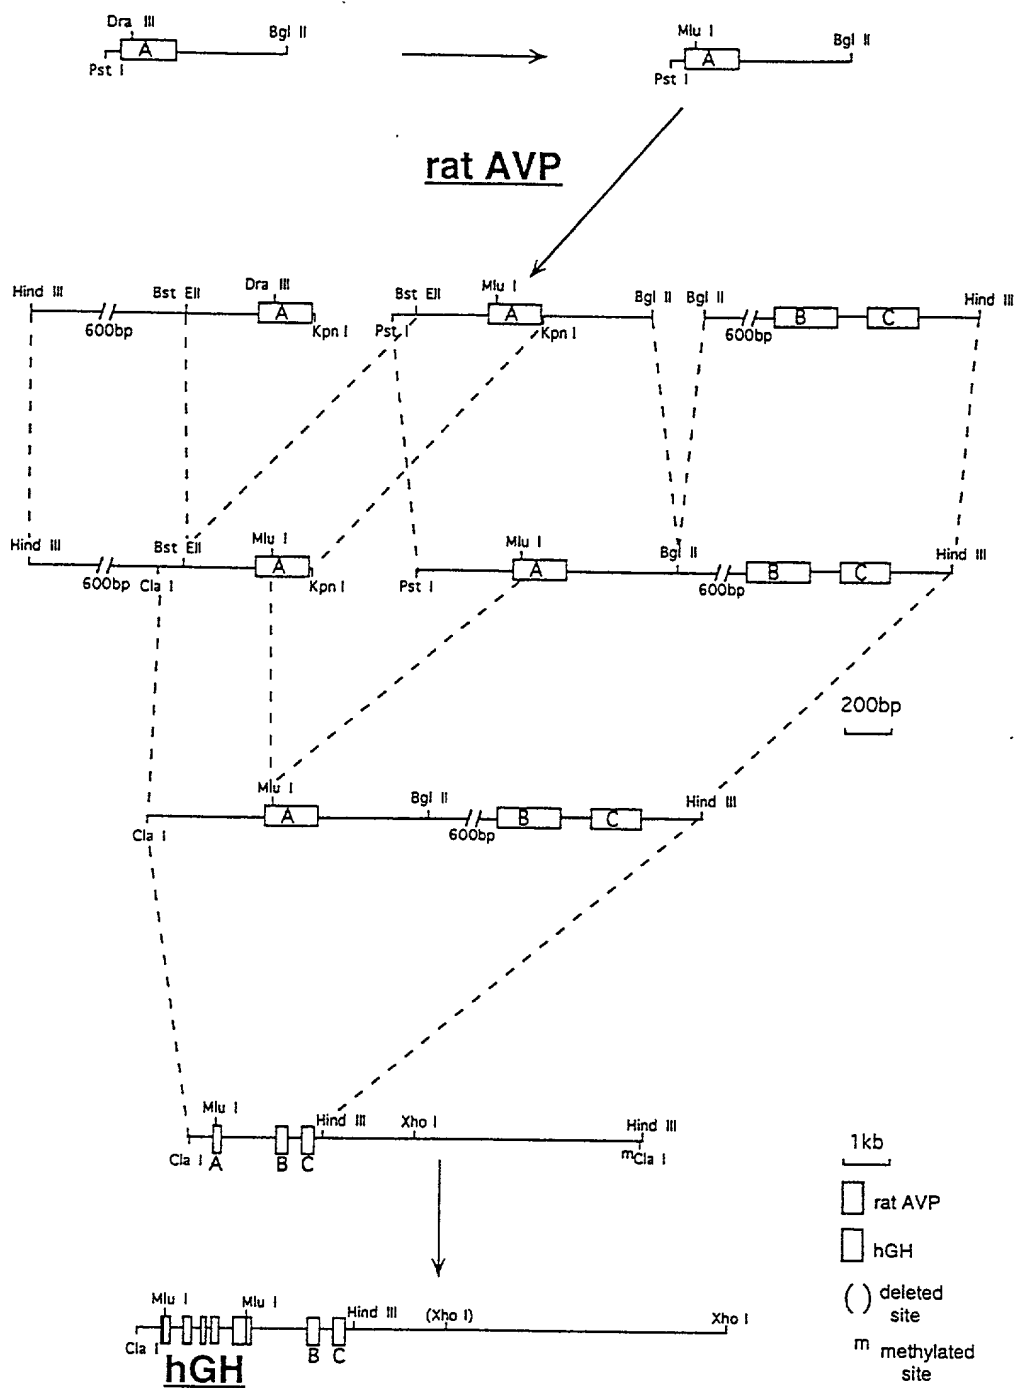 Dra III
A
Bgl II
Pst I
Mlu I
A
Bgl II
Pst I
rat AVP
Hind III
600bp
Bst EII
Dra III
A
Kpn I
Bst EII
Pst I
Mlu I
A
Kpn I
Bgl II
Bgl II
600bp
B
C
Hind III
Hind III
600bp
Cla I
Bst EII
Mlu I
A
Kpn I
Pst I
Mlu I
A
Bgl II
600bp
B
C
Hind III
200bp
Cla I
Mlu I
A
Bgl II
600bp
B
C
Hind III
Mlu I
Cla I
A
B
C
Hind III
Xho I
Hind III
mCla I
1kb
rat AVP
hGH
( ) deleted site
m methylated site
Mlu I
Mlu I
Hind III
(Xho I)
Xho I
Cla I
B
C
hGH